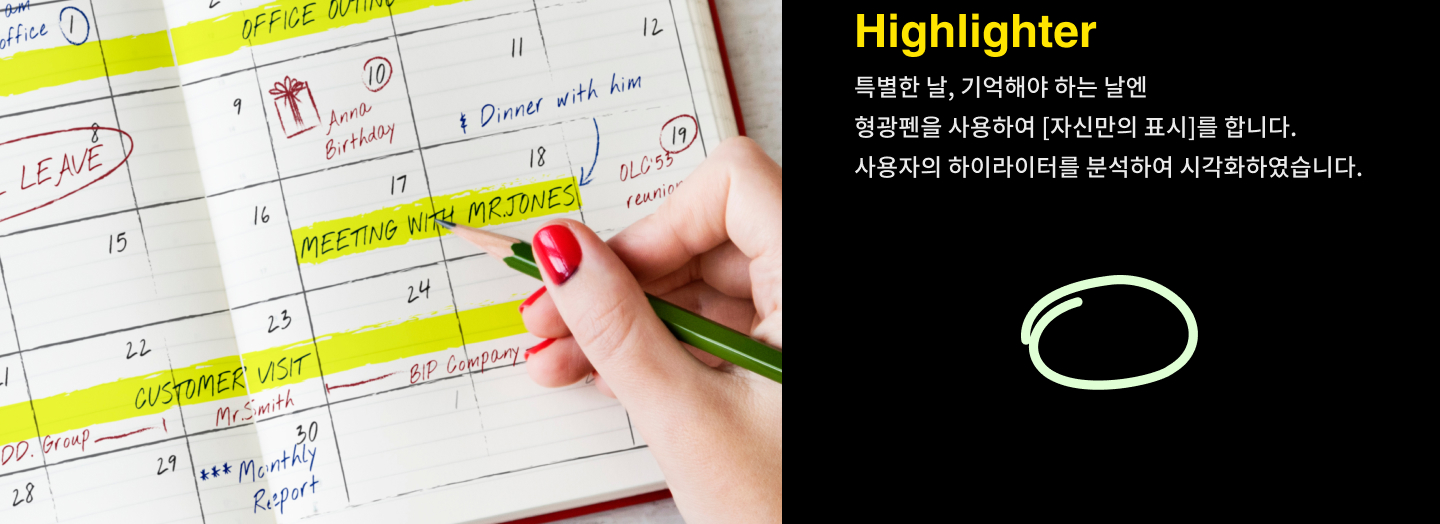 am
office 1
OFFICE OUTING
8
LEAVE
9
10
Anna
Birthday
11
12
& Dinner with him
15
16
17
18
19
MEETING WITH MR.JONES
OLC'53
reunion
22
23
24
CUSTOMER VISIT
Mr.Smith
BIP Company
DD. Group
28
29
30
*** Monthly
Report
Highlighter
특별한 날, 기억해야 하는 날엔
형광펜을 사용하여 [자신만의 표시]를 합니다.
사용자의 하이라이터를 분석하여 시각화하였습니다.